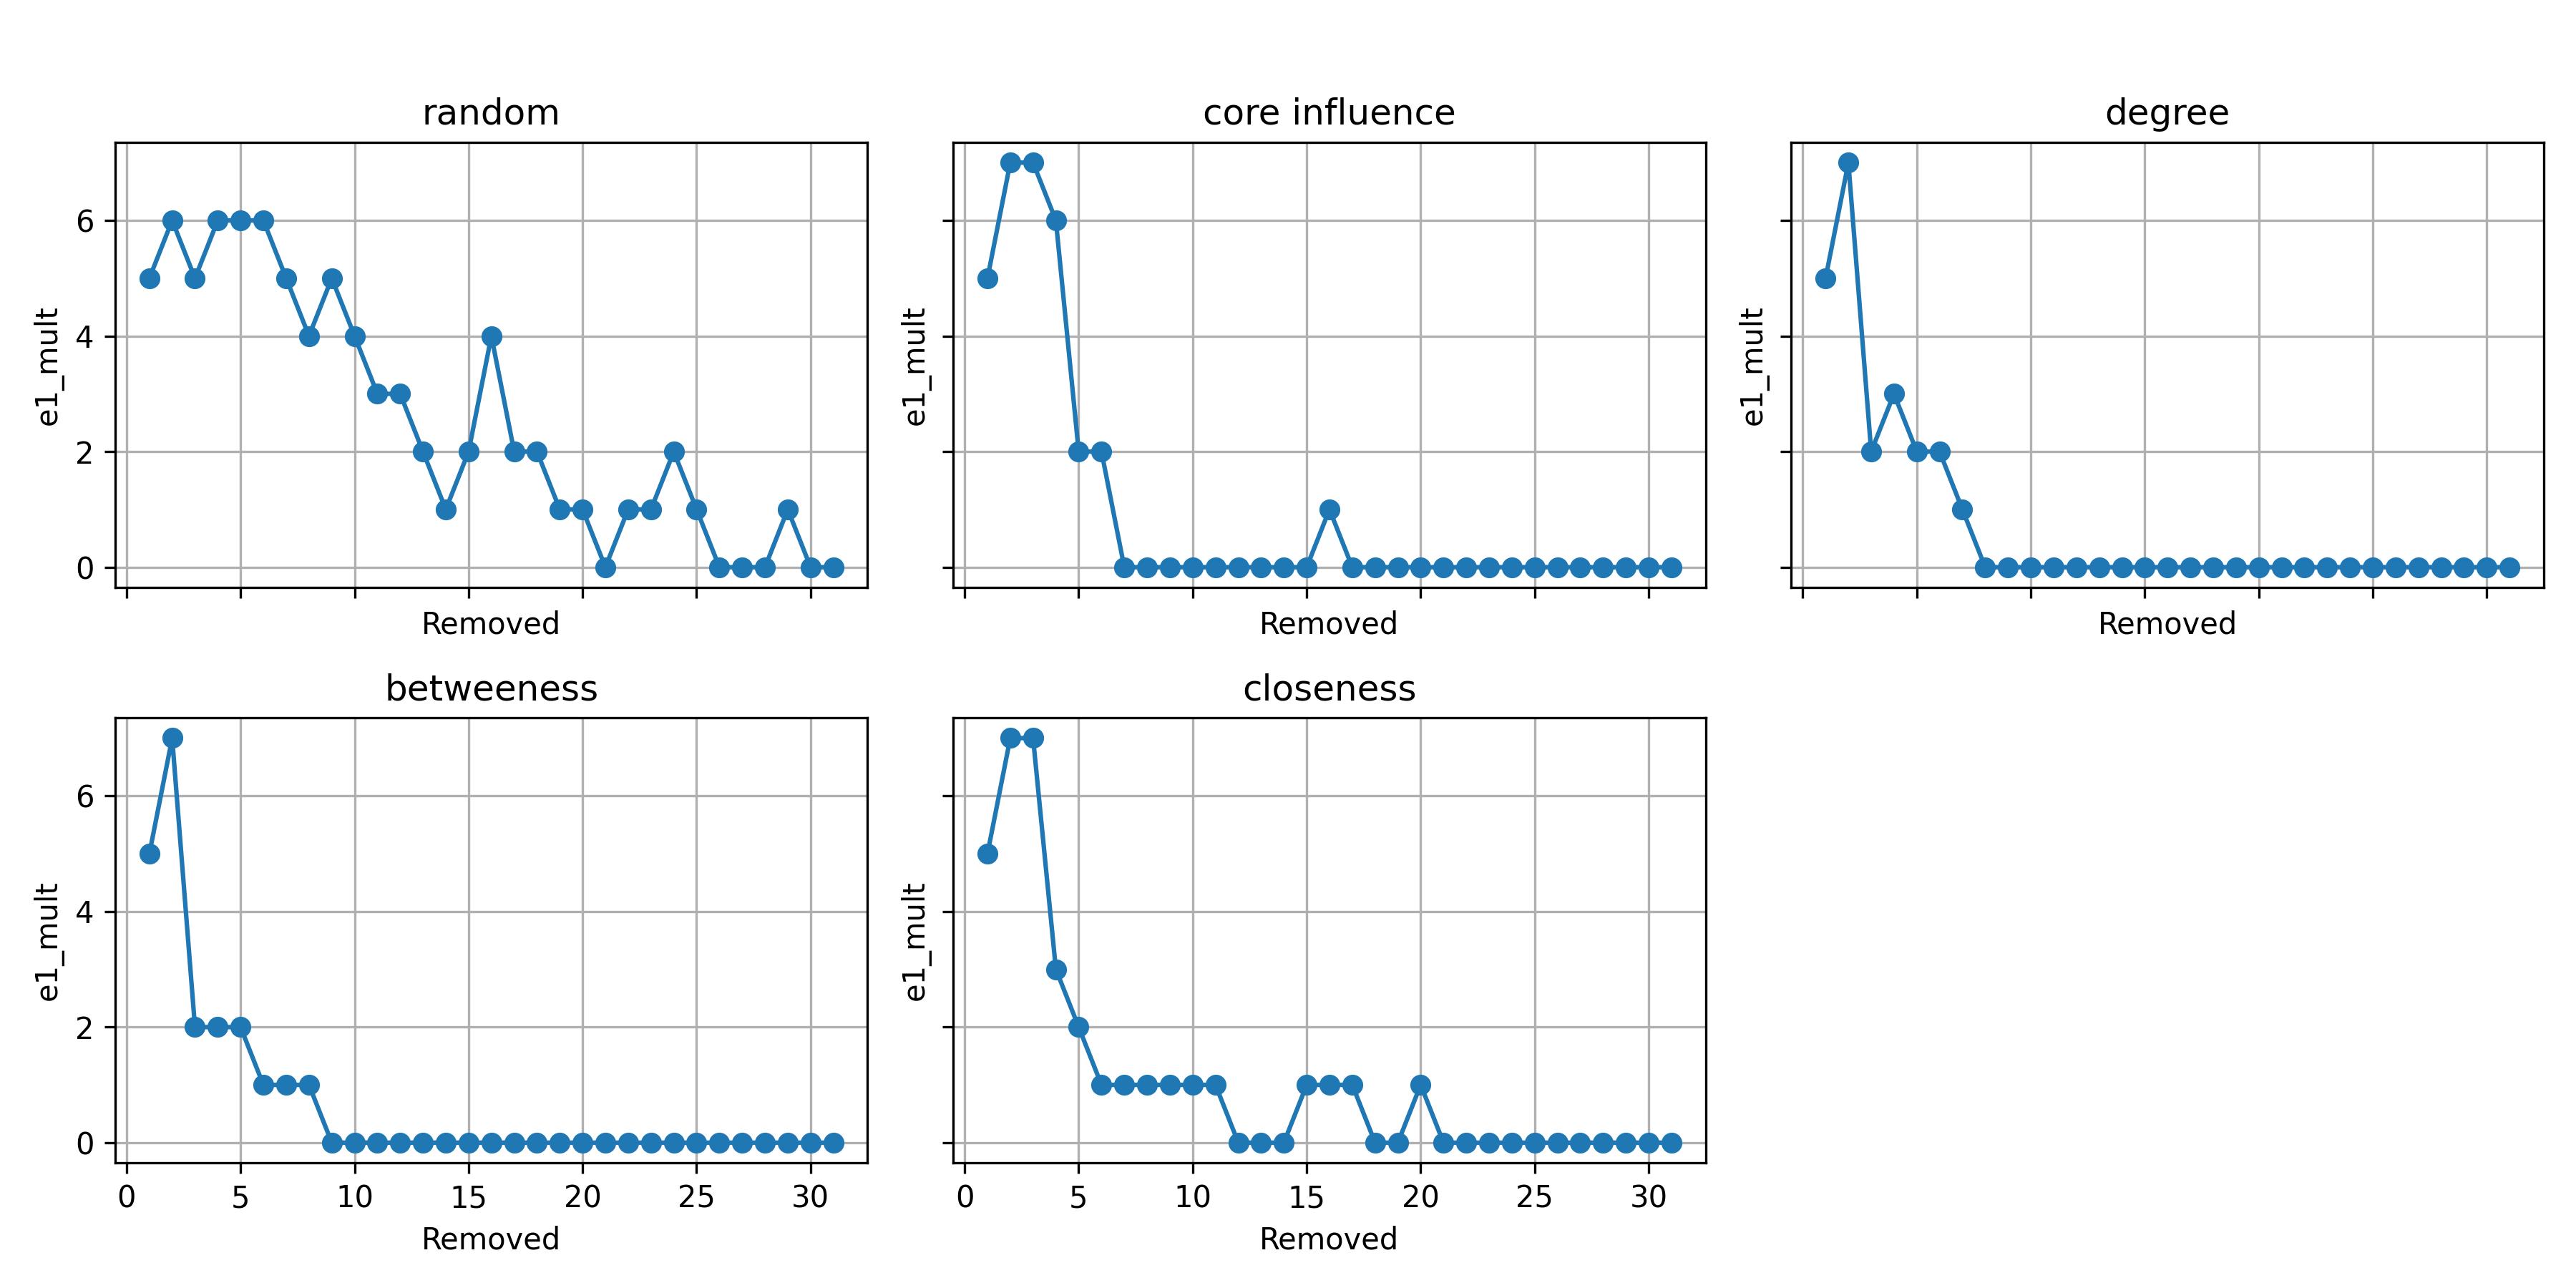 random
core influence
degree
e1_mult
6
4
2
0
e1_mult
e1_mult
Removed
Removed
Removed
betweeness
closeness
e1_mult
6
4
2
0
e1_mult
0 5 10 15 20 25 30
0 5 10 15 20 25 30
Removed
Removed